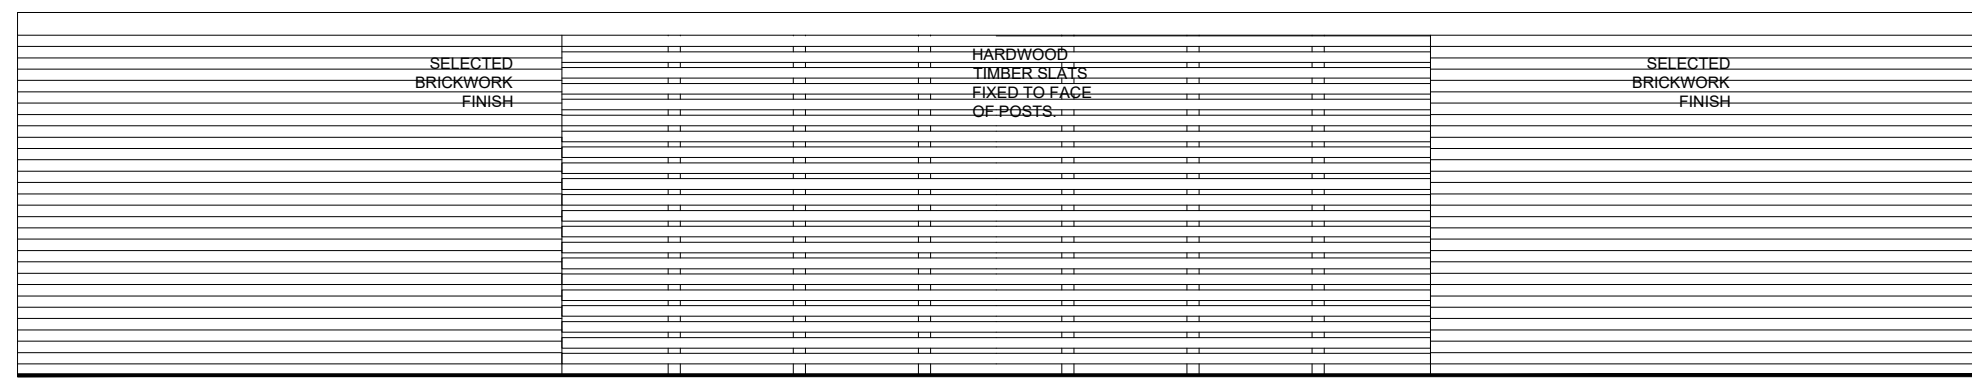 SELECTED
BRICKWORK
FINISH
HARDWOOD
TIMBER SLATS
FIXED TO FACE
OF POSTS.
SELECTED
BRICKWORK
FINISH